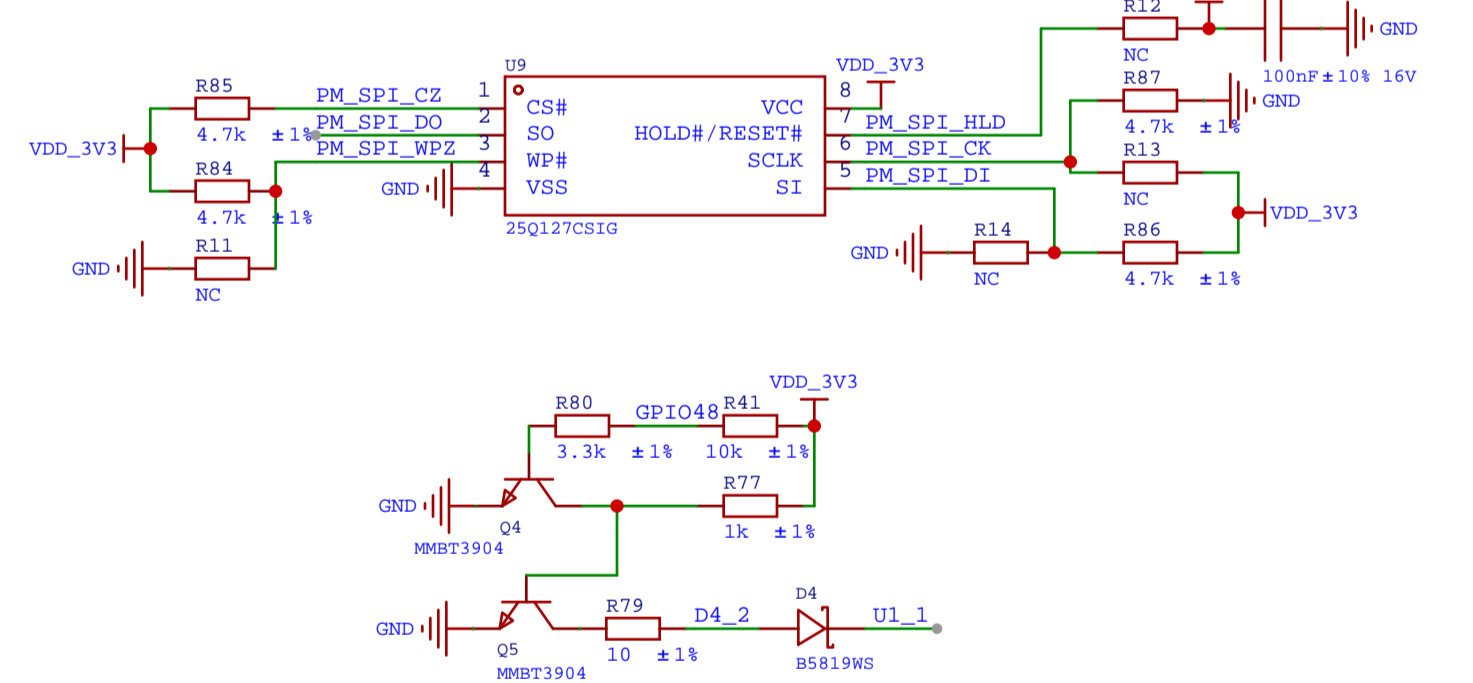 R12
GND
NC
100nF±10% 16V
U9
VDD_3V3
R85
PM_SPI_CZ
1
CS#
VCC
8
R87
GND
4.7k ±1%
4.7k ±1%
PM_SPI_DO
2
SO
HOLD#/RESET#
7
PM_SPI_HLD
VDD_3V3
PM_SPI_WPZ
3
WP#
SCLK
6
PM_SPI_CK
R13
R84
GND
4
VSS
SI
5
PM_SPI_DI
NC
4.7k ±1%
VDD_3V3
25Q127CSIG
R11
GND
NC
R14
GND
NC
R86
4.7k ±1%
VDD_3V3
R80
GPIO48
R41
3.3k ±1%
10k ±1%
R77
GND
Q4
1k ±1%
MMBT3904
D4
R79
D4_2
U1_1
GND
Q5
10 ±1%
B5819WS
MMBT3904